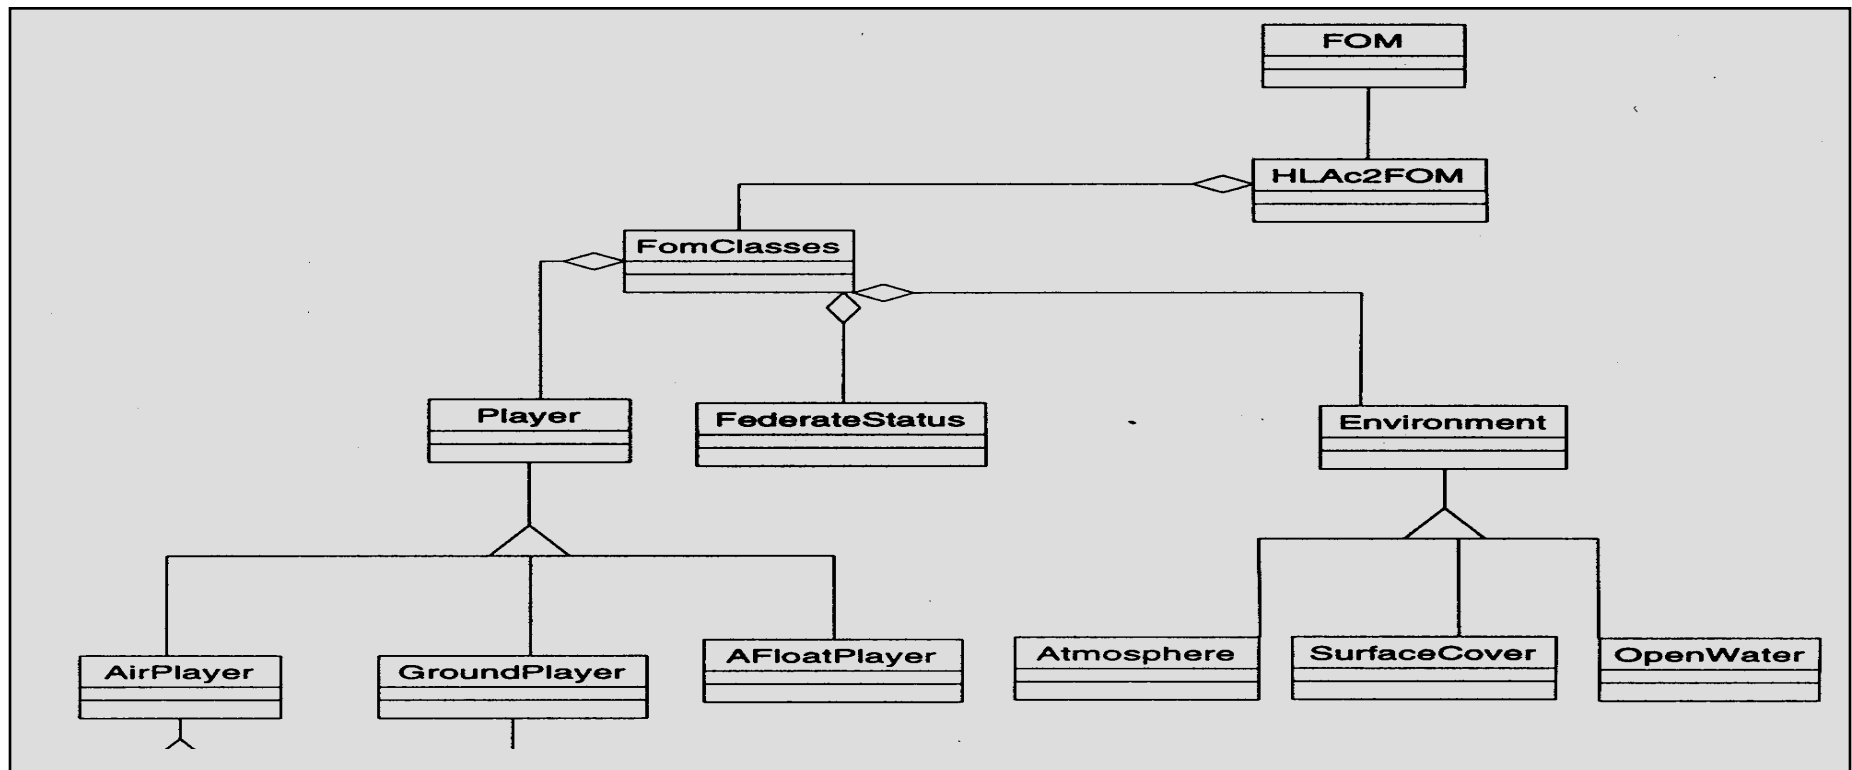 FOM
HLAc2FOM
FomClasses
Player
FederateStatus
Environment
AirPlayer
GroundPlayer
AFloatPlayer
Atmosphere
SurfaceCover
OpenWater